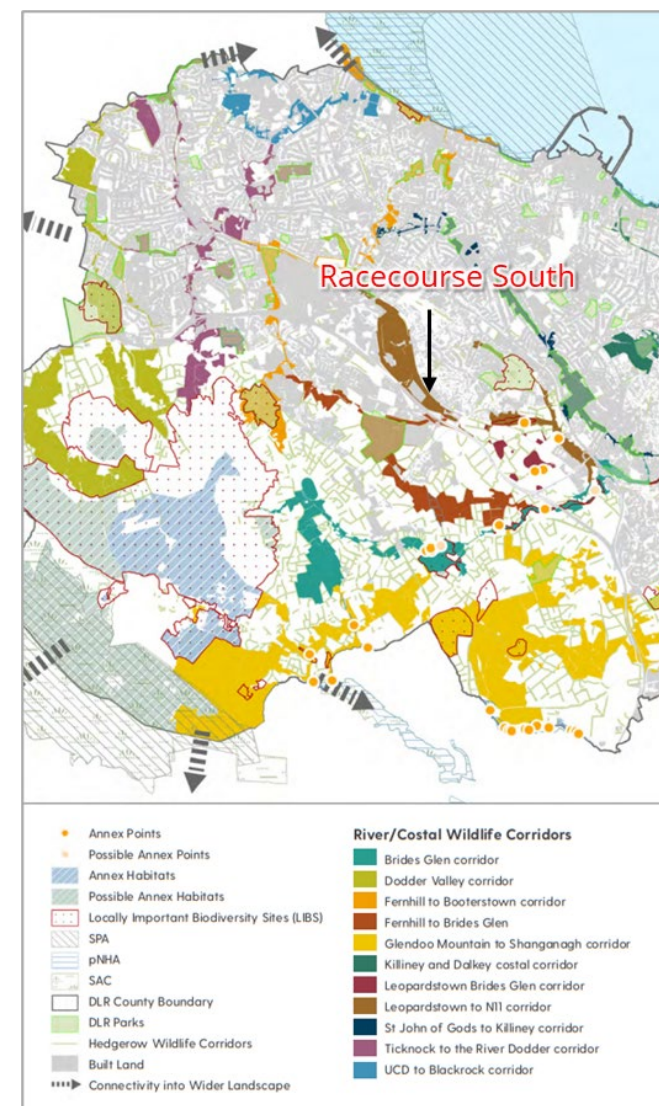 Racecourse South
Annex Points
Possible Annex Points
Annex Habitats
Possible Annex Habitats
Locally Important Biodiversity Sites (LIBS)
SPA
pNHA
SAC
DLR County Boundary
DLR Parks
Hedgerow Wildlife Corridors
Built Land
Connectivity into Wider Landscape
River/Costal Wildlife Corridors
Brides Glen corridor
Dodder Valley corridor
Fernhill to Booterstown corridor
Fernhill to Brides Glen
Glendoo Mountain to Shanganagh corridor
Killiney and Dalkey costal corridor
Leopardstown Brides Glen corridor
Leopardstown to N11 corridor
St John of Gods to Killiney corridor
Ticknock to the River Dodder corridor
UCD to Blackrock corridor